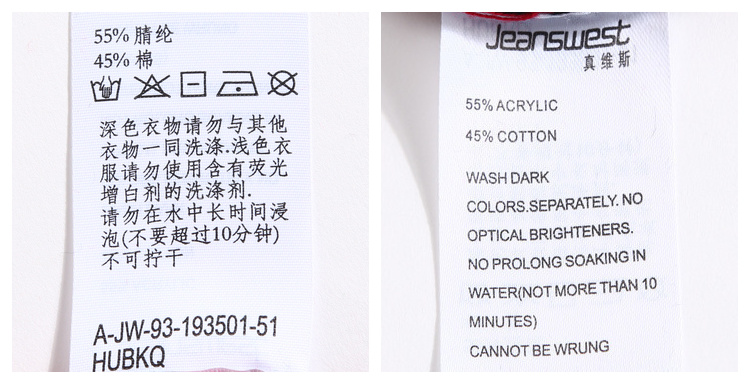 55% 腈纶
45% 棉
深色衣物请勿与其他
衣物一同洗涤.浅色衣
服请勿使用含有荧光
增白剂的洗涤剂.
请勿在水中长时间浸
泡(不要超过10分钟)
不可拧干
A-JW-93-193501-51
HUBKQ
Jeanswest
真维斯
55% ACRYLIC
45% COTTON
WASH DARK
COLORS.SEPARATELY. NO
OPTICAL BRIGHTENERS.
NO PROLONG SOAKING IN
WATER(NOT MORE THAN 10
MINUTES)
CANNOT BE WRUNG